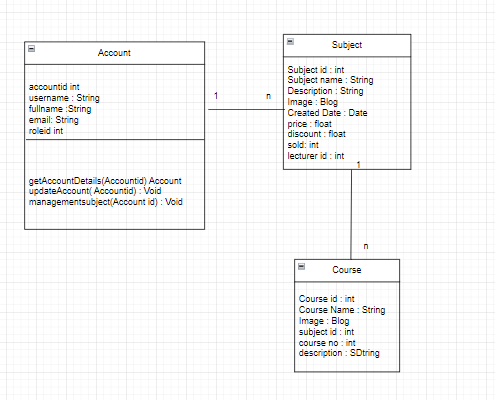 Account
accountid int
username : String
fullname :String
email: String
roleid int
getAccountDetails(Accountid) Account
updateAccount( Accountid) : Void
managementsubject(Account id) : Void
1
n
Subject
Subject id : int
Subject name : String
Description : String
Image : Blog
Created Date : Date
price : float
discount : float
sold: int
lecturer id : int
1
n
Course
Course id : int
Course Name : String
Image : Blog
subject id : int
course no : int
description : SDtring